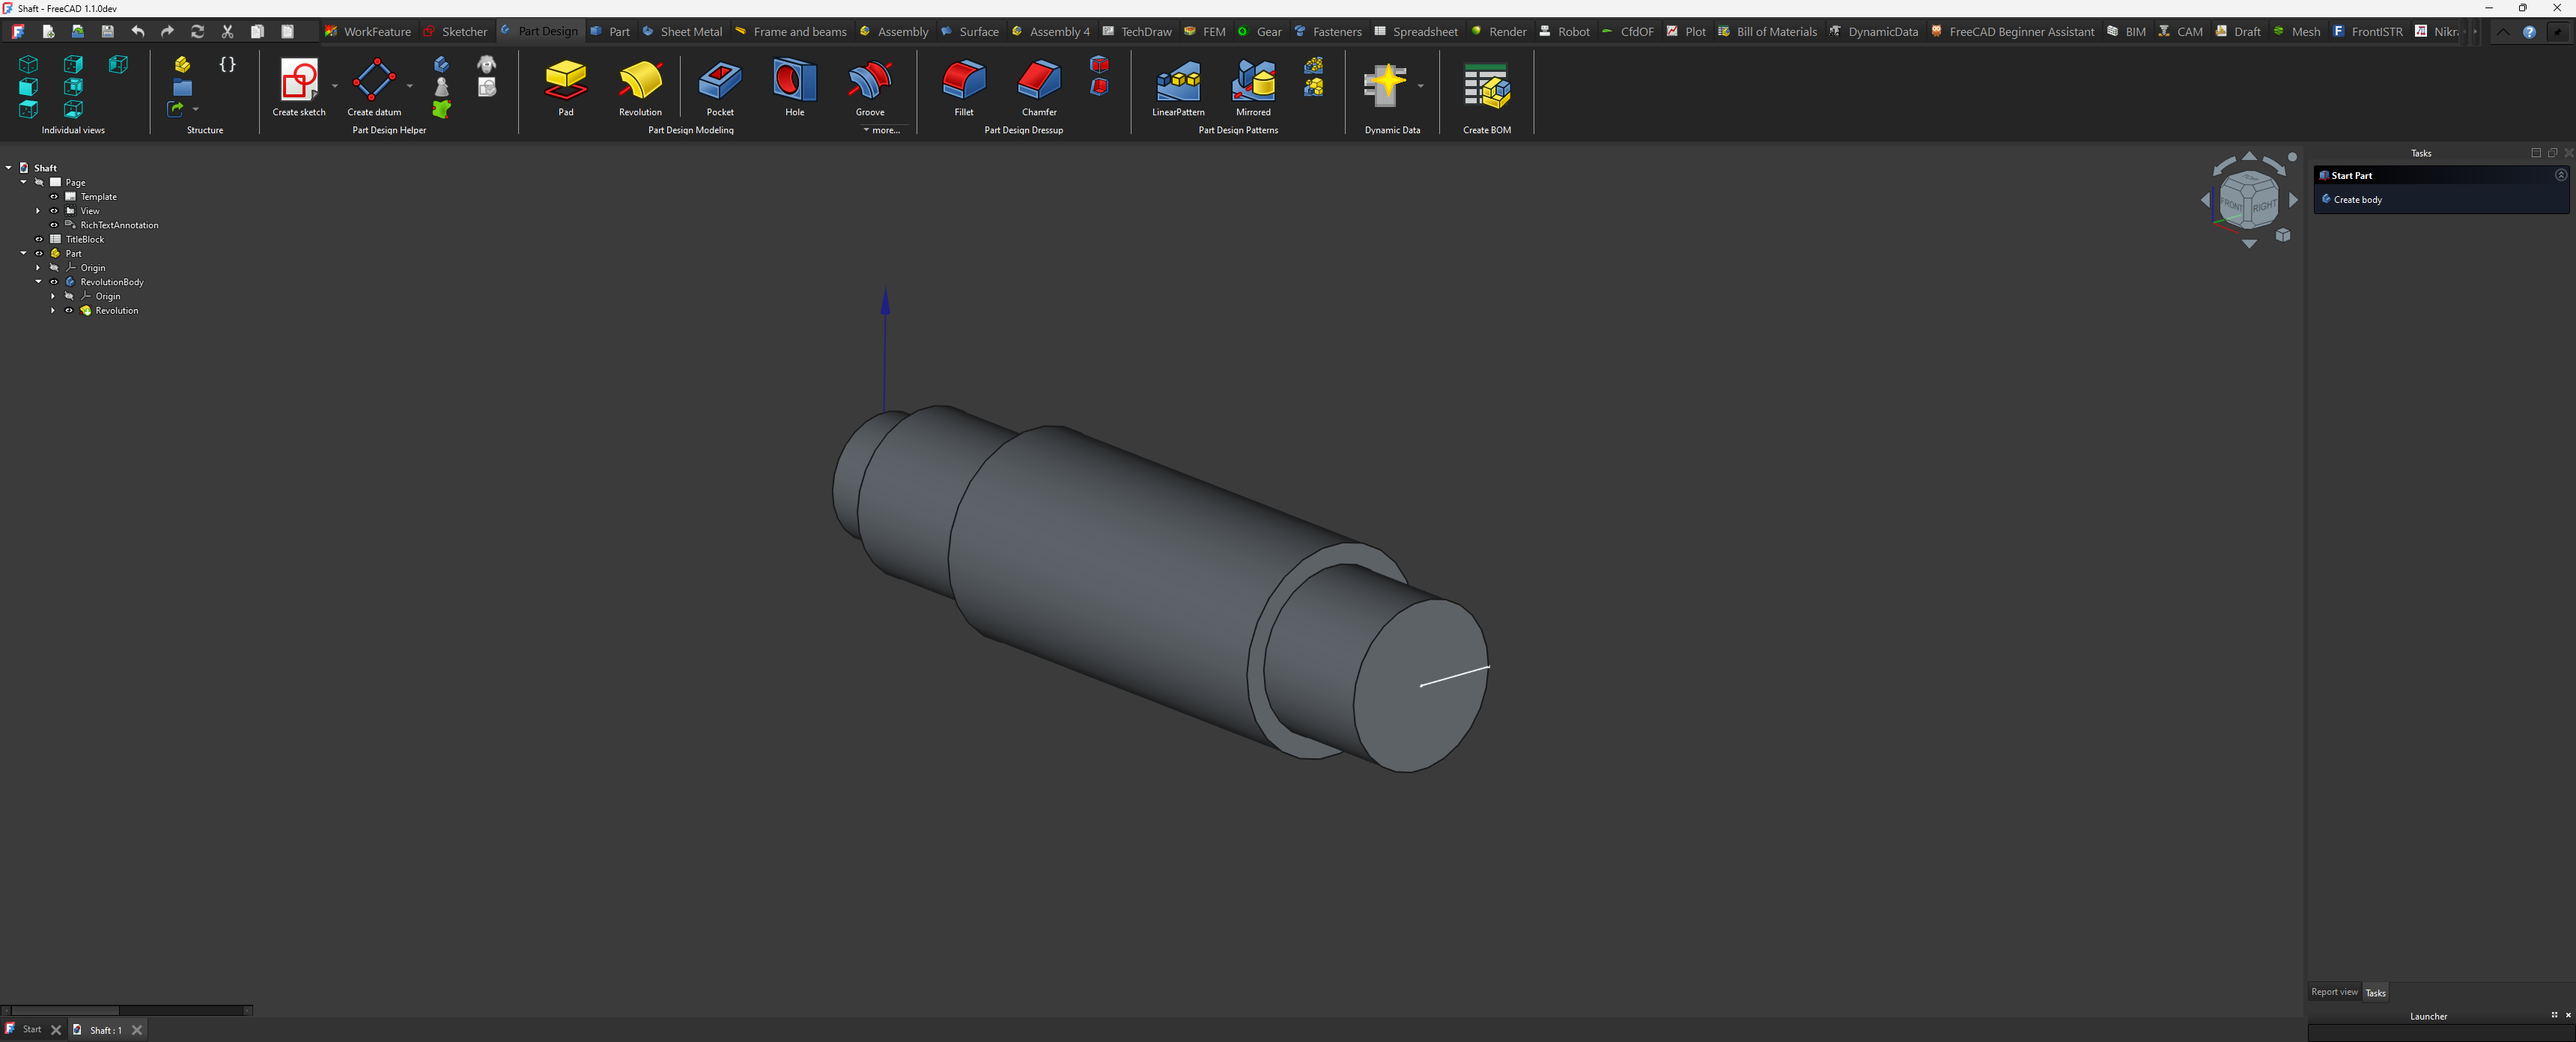 Shaft - FreeCAD 1.1.0dev
WorkFeature Sketcher Part Design Part Sheet Metal Frame and beams Assembly Surface Assembly 4 TechDraw FEM Gear Fasteners Spreadsheet Render Robot CfdOF Plot Bill of Materials DynamicData FreeCAD Beginner Assistant BIM CAM Draft Mesh FrontISTR Nikr
Create sketch Create datum Pad Revolution Pocket Hole Groove Fillet Chamfer LinearPattern Mirrored
Individual views Structure Part Design Helper Part Design Modeling more... Part Design Dressup Part Design Patterns Dynamic Data Create BOM
Shaft
Page
Template
View
RichTextAnnotation
TitleBlock
Part
Origin
RevolutionBody
Origin
Revolution
FRONT RIGHT
Tasks
Start Part
Create body
Report view Tasks
Launcher
Start Shaft : 1